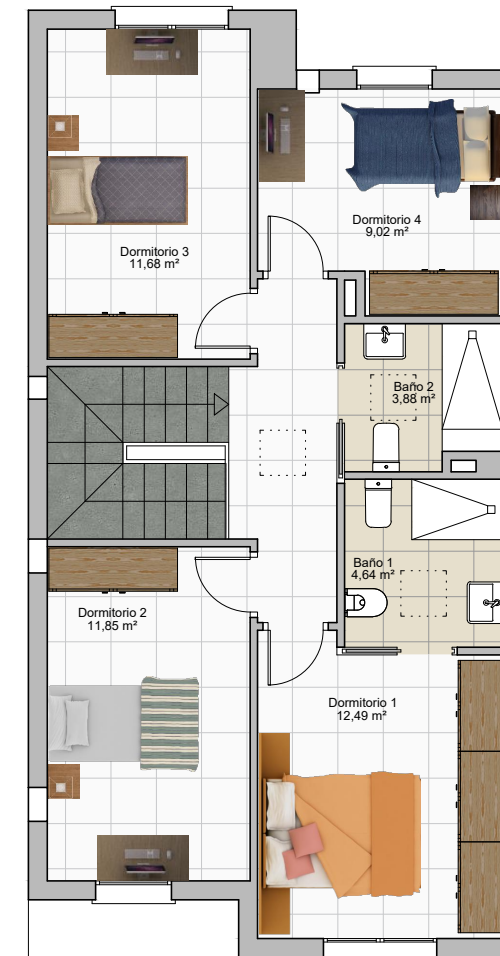 Dormitorio 4
9,02 m²
Dormitorio 3
11,68 m²
Baño 2
3,88 m²
Baño 1
4,64 m²
Dormitorio 2
11,85 m²
Dormitorio 1
12,49 m²